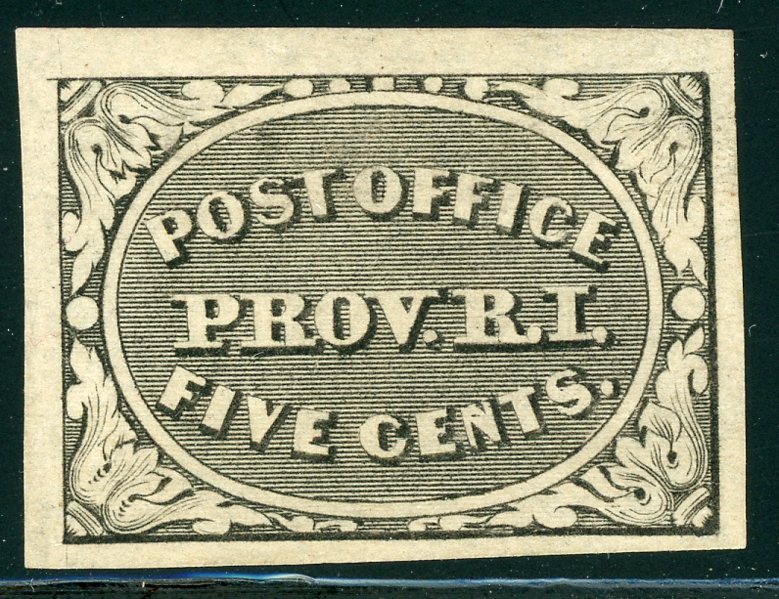 POST OFFICE
PROV. R.I.
FIVE CENTS.